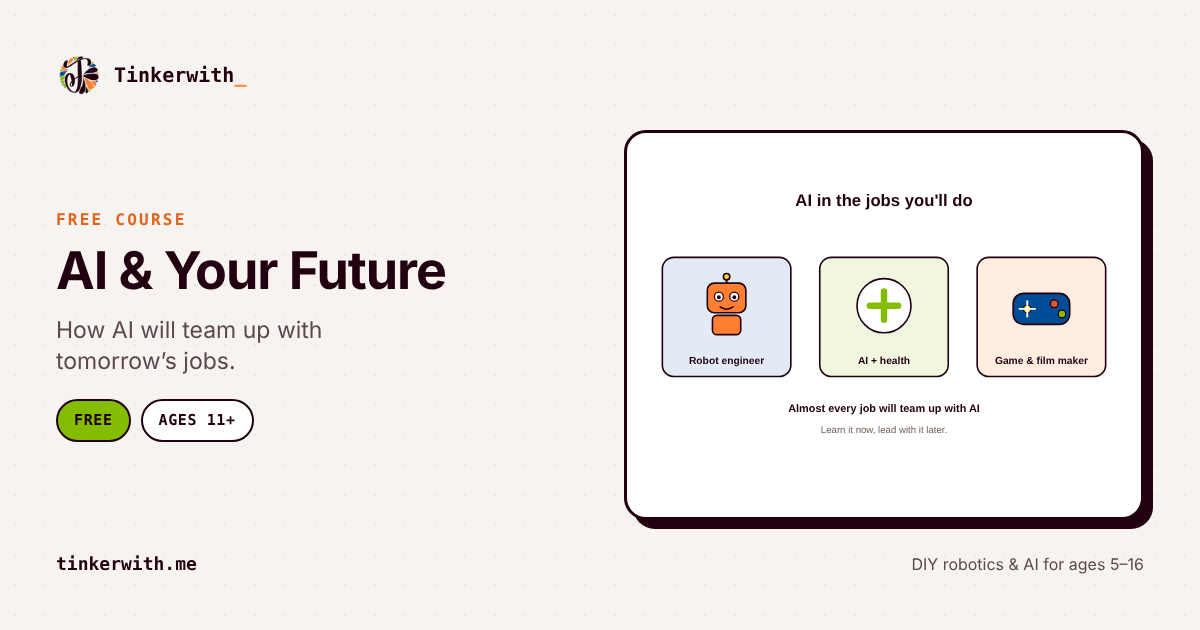 Tinkerwith_
FREE COURSE
AI & Your Future
How AI will team up with
tomorrow’s jobs.
FREE
AGES 11+
AI in the jobs you'll do
Robot engineer
AI + health
Game & film maker
Almost every job will team up with AI
Learn it now, lead with it later.
tinkerwith.me
DIY robotics & AI for ages 5–16